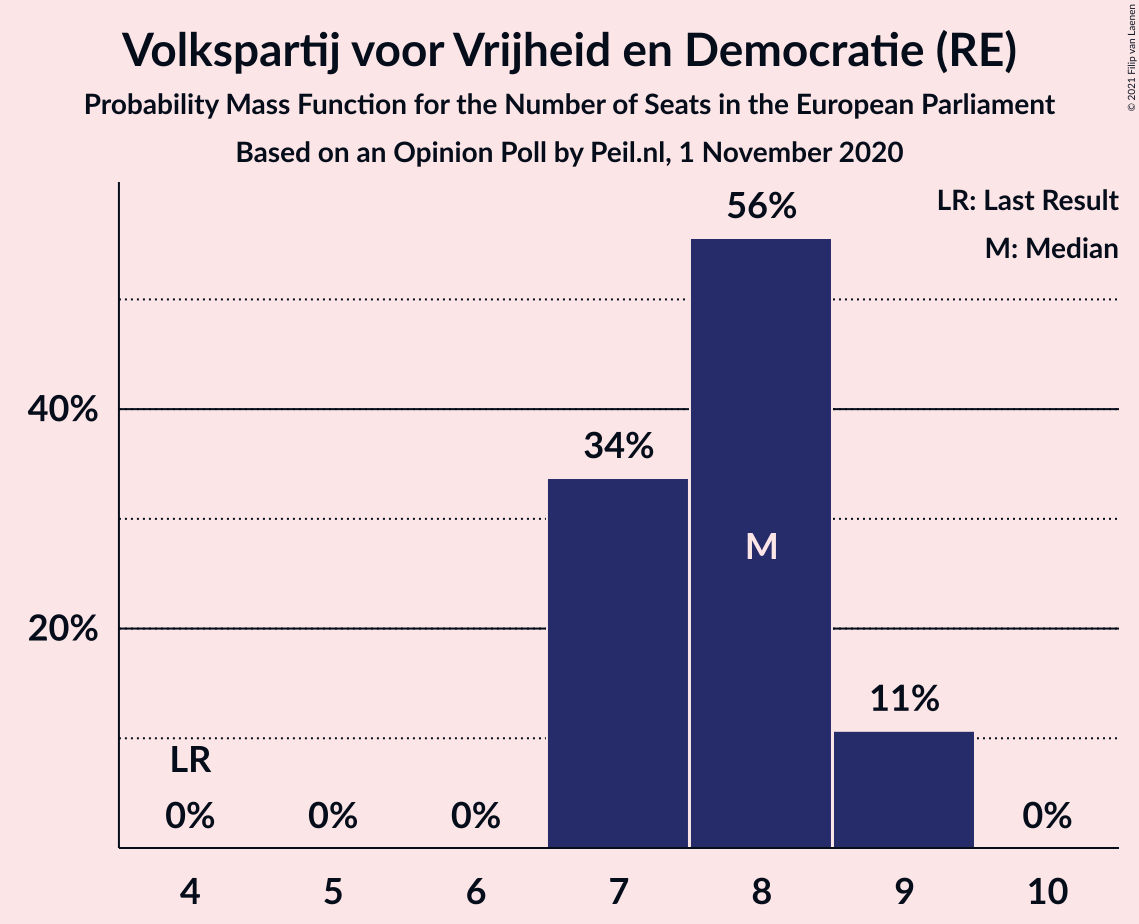 Volkspartij voor Vrijheid en Democratie (RE)
Probability Mass Function for the Number of Seats in the European Parliament
Based on an Opinion Poll by Peil.nl, 1 November 2020
© 2021 Filip van Laenen
LR: Last Result
M: Median
56%
40%
34%
M
20%
11%
LR
0%
0%
0%
0%
4 5 6 7 8 9 10